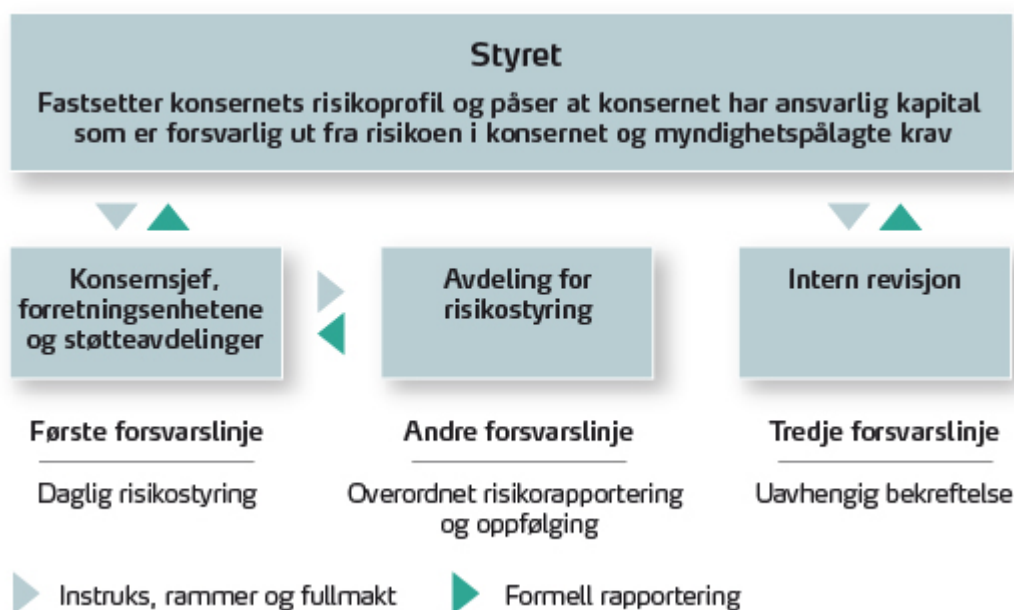 Styret
Fastsetter konsernets risikoprofil og påser at konsernet har ansvarlig kapital
som er forsvarlig ut fra risikoen i konsernet og myndighetspålagte krav
Konsernsjef,
forretningsenhetene
og støtteavdelinger
Avdeling for
risikostyring
Intern revisjon
Første forsvarslinje
Daglig risikostyring
Andre forsvarslinje
Overordnet risikorapportering
og oppfølging
Tredje forsvarslinje
Uavhengig bekreftelse
Instruks, rammer og fullmakt
Formell rapportering